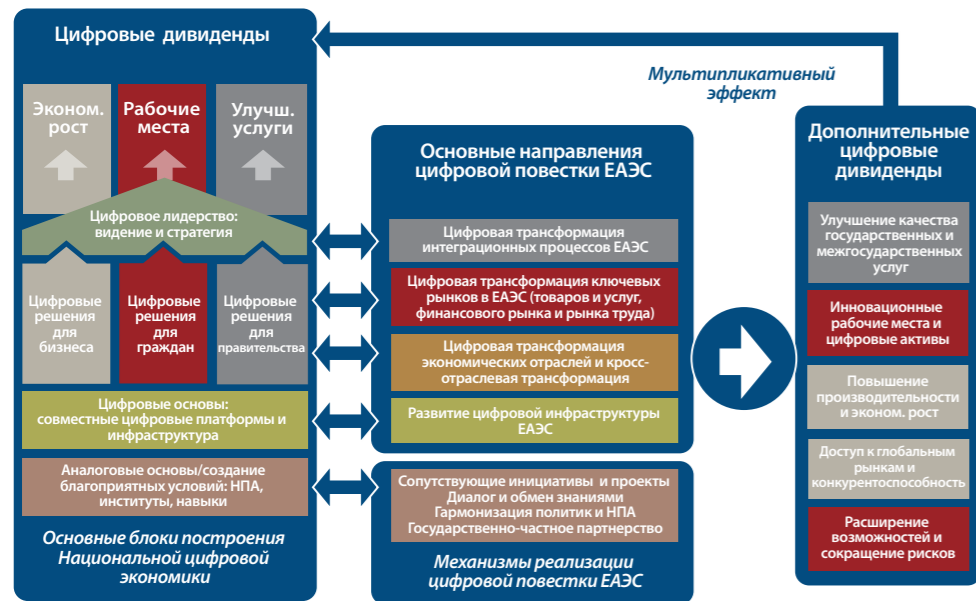 Цифровые дивиденды
Эконом.
рост
Рабочие
места
Улучш.
услуги
Цифровое лидерство:
видение и стратегия
Цифровые
решения
для
бизнеса
Цифровые
решения
для
граждан
Цифровые
решения
для
правительства
Цифровые основы:
совместные цифровые платформы и
инфраструктура
Аналоговые основы/создание
благоприятных условий: НПА,
институты, навыки
Основные блоки построения
Национальной цифровой
экономики
Мультипликативный
эффект
Основные направления
цифровой повестки ЕАЭС
Цифровая трансформация
интеграционных процессов ЕАЭС
Цифровая трансформация ключевых
рынков в ЕАЭС (товаров и услуг,
финансового рынка и рынка труда)
Цифровая трансформация
экономических отраслей и кросс-
отраслевая трансформация
Развитие цифровой инфраструктуры
ЕАЭС
Сопутствующие инициативы и проекты
Диалог и обмен знаниями
Гармонизация политик и НПА
Государственно-частное партнерство
Механизмы реализации
цифровой повестки ЕАЭС
Дополнительные
цифровые
дивиденды
Улучшение качества
государственных и
межгосударственных
услуг
Инновационные
рабочие места и
цифровые активы
Повышение
производительности
и эконом. рост
Доступ к глобальным
рынкам и
конкурентоспособность
Расширение
возможностей и
сокращение рисков